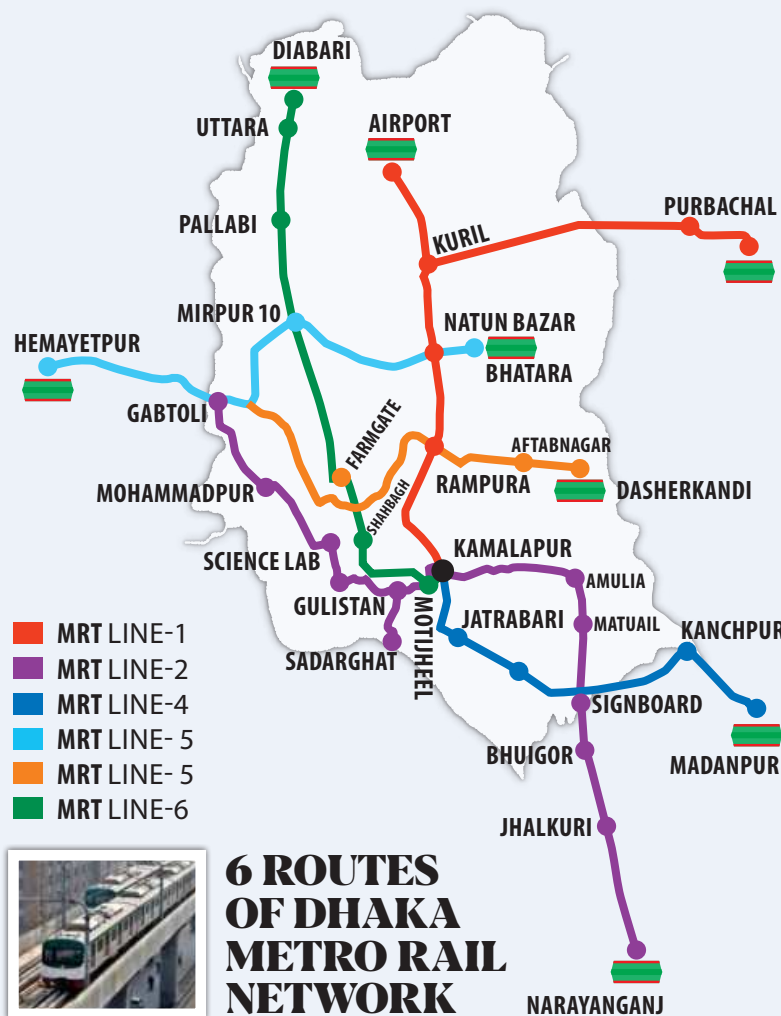 DIABARI
UTTARA
AIRPORT
PALLABI
PURBACHAL
KURIL
MIRPUR 10
NATUN BAZAR
HEMAYETPUR
BHATARA
GABTOLI
FARMGATE
AFTABNAGAR
RAMPURA
MOHAMMADPUR
DASHERKANDI
SHAHBAGH
SCIENCE LAB
KAMALAPUR
AMULIA
GULISTAN
MOTIJHEEL
JATRABARI
MATUAIL
KANCHPUR
SADARGHAT
SIGNBOARD
BHUIGOR
MADANPUR
JHALKURI
NARAYANGANJ
MRT LINE-1
MRT LINE-2
MRT LINE-4
MRT LINE- 5
MRT LINE- 5
MRT LINE-6
6 ROUTES
OF DHAKA
METRO RAIL
NETWORK